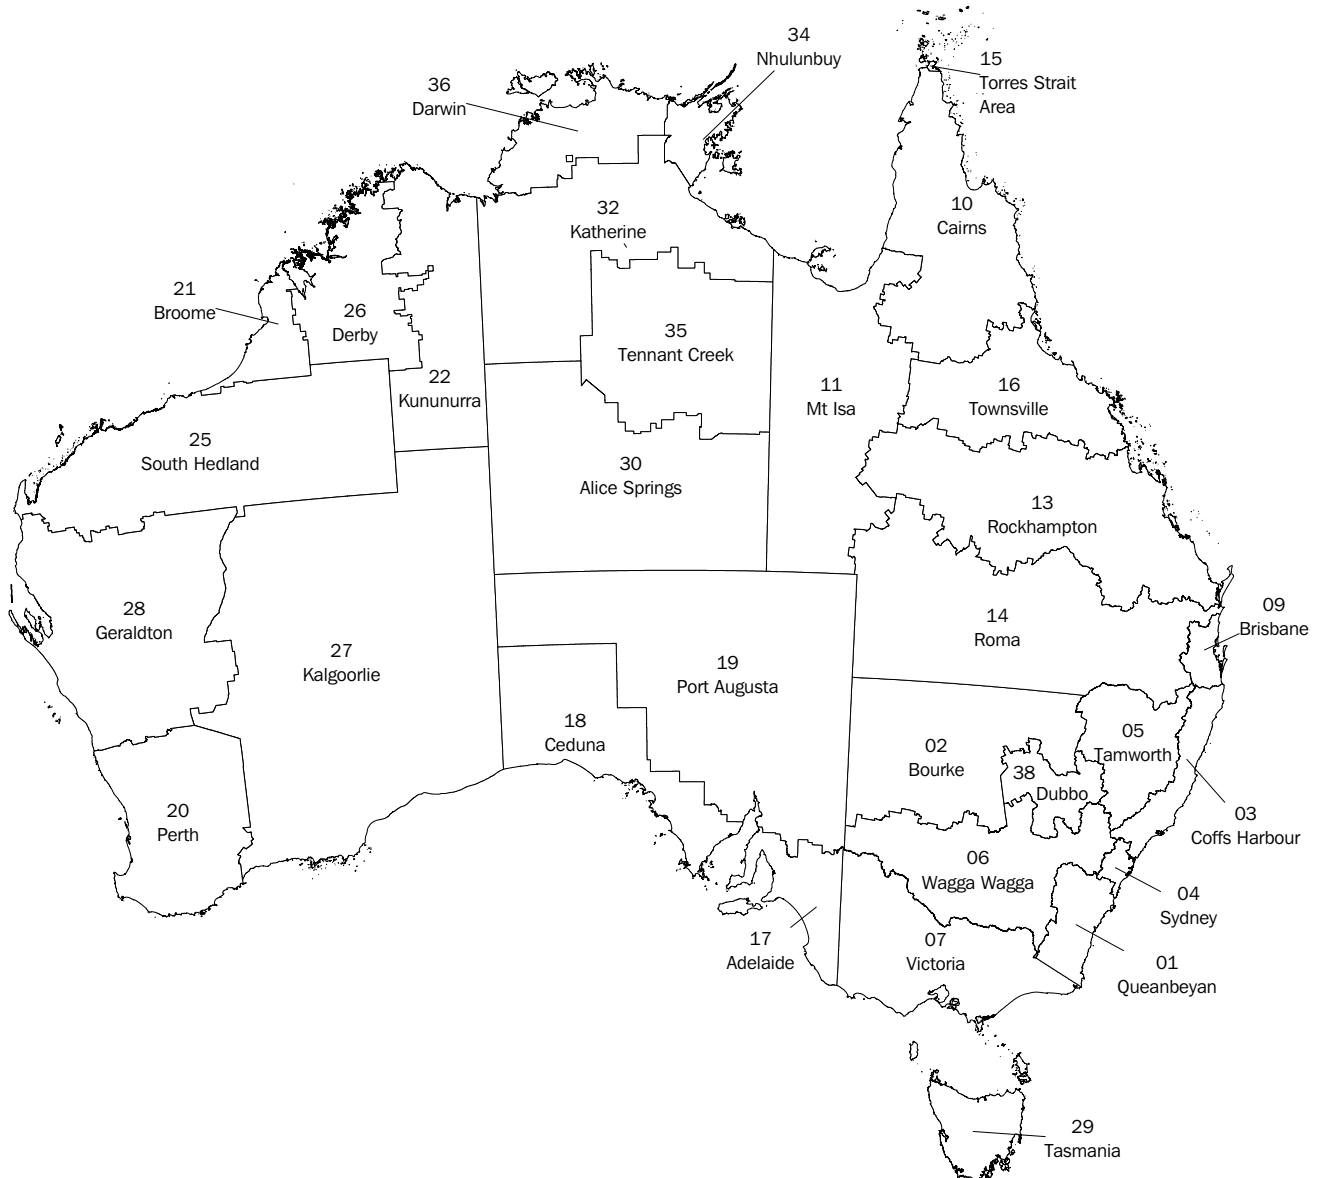 34
Nhulunbuy
15
Torres Strait
Area
36
Darwin
10
Cairns
32
Katherine
21
Broome
26
Derby
35
Tennant Creek
22
Kununurra
11
Mt Isa
16
Townsville
25
South Hedland
30
Alice Springs
13
Rockhampton
28
Geraldton
09
Brisbane
14
Roma
27
Kalgoorlie
19
Port Augusta
18
Ceduna
02
Bourke
05
Tamworth
38
Dubbo
20
Perth
03
Coffs Harbour
06
Wagga Wagga
04
Sydney
17
Adelaide
07
Victoria
01
Queanbeyan
29
Tasmania